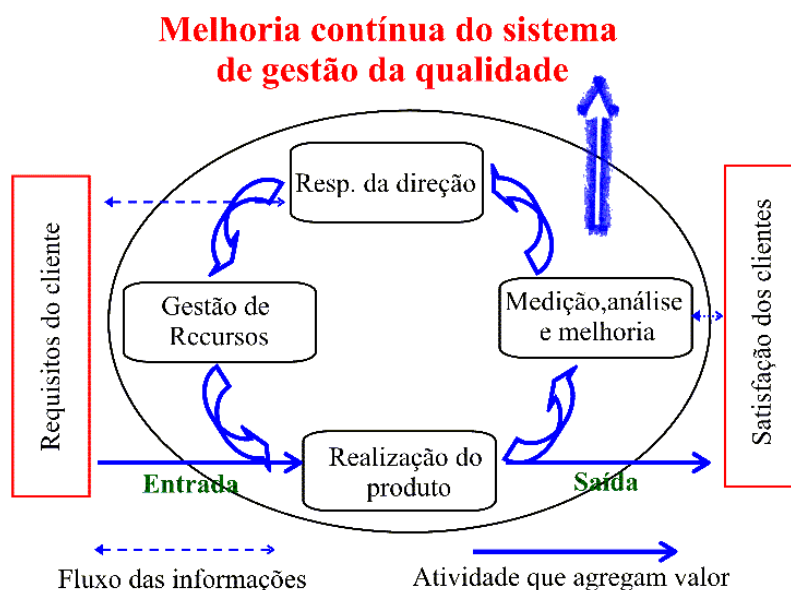 Melhoria contínua do sistema
de gestão da qualidade
Resp. da direção
Requisitos do cliente
Gestão de
Recursos
Medição,análise
e melhoria
Satisfação dos clientes
Realização do
produto
Entrada
Saída
Fluxo das informações
Atividade que agregam valor